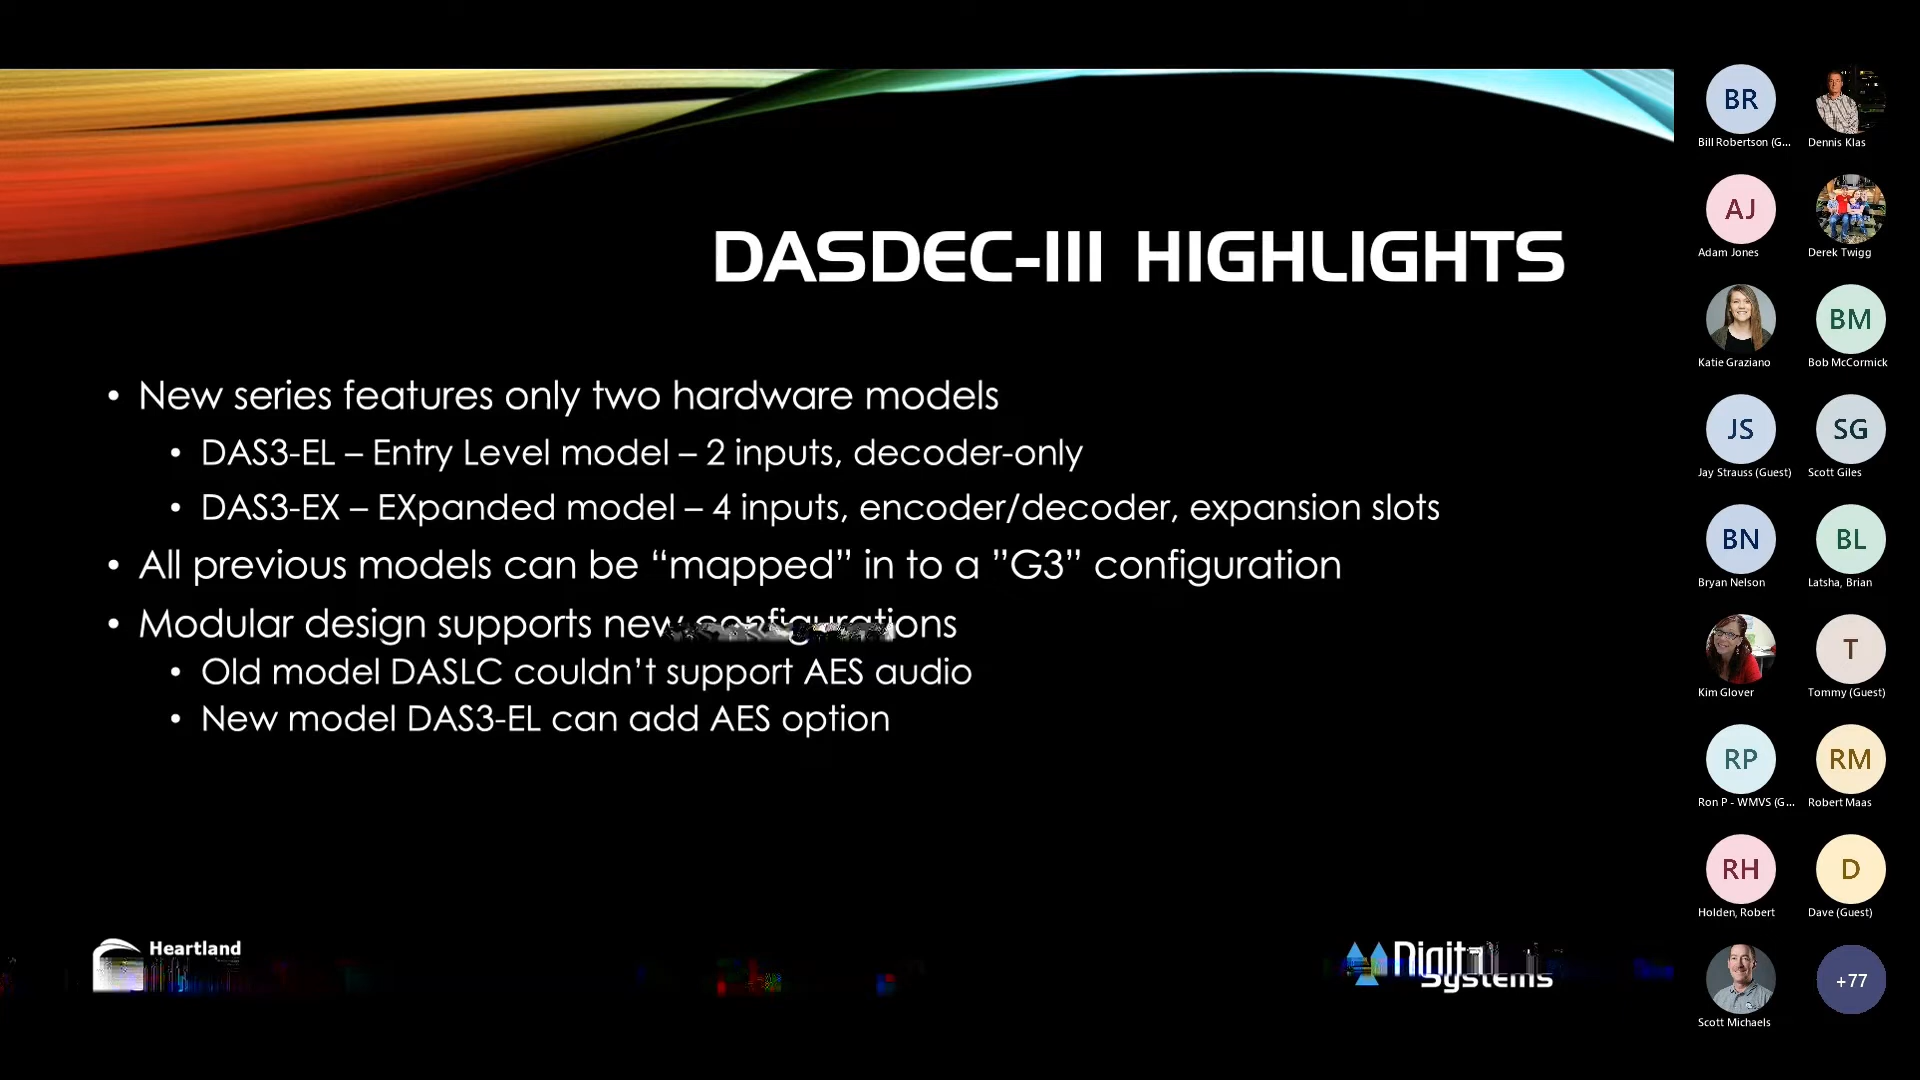 DASDEC-III HIGHLIGHTS
• New series features only two hardware models
• DAS3-EL – Entry Level model – 2 inputs, decoder-only
• DAS3-EX – EXpanded model – 4 inputs, encoder/decoder, expansion slots
• All previous models can be “mapped” in to a ”G3” configuration
• Modular design supports new configurations
• Old model DASLC couldn’t support AES audio
• New model DAS3-EL can add AES option
Heartland
Systems
BR
Bill Robertson (G...
Dennis Klas
AJ
Adam Jones
Derek Twigg
Katie Graziano
BM
Bob McCormick
JS
Jay Strauss (Guest)
SG
Scott Giles
BN
Bryan Nelson
BL
Latsha, Brian
Kim Glover
T
Tommy (Guest)
RP
Ron P - WMVS (G...
RM
Robert Maas
RH
Holden, Robert
D
Dave (Guest)
Scott Michaels
+77